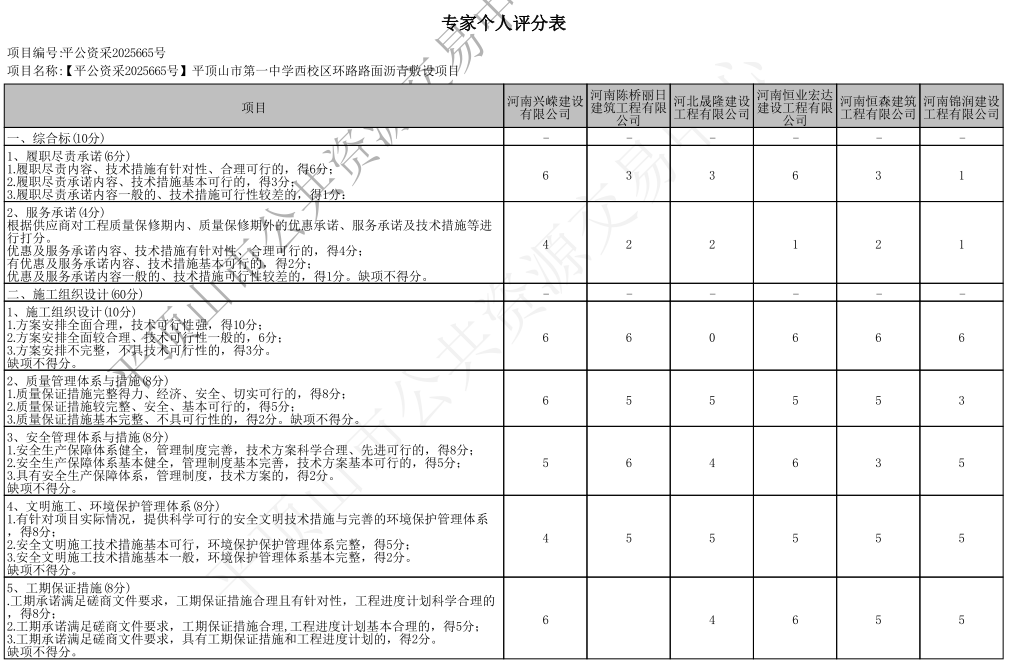 专家个人评分表
项目编号:平公资采2025665号
项目名称:【平公资采2025665号】平顶山市第一中学西校区环路路面沥青敷设项目
项目
河南兴嵘建设
有限公司
河南陈桥丽日
建筑工程有限
公司
河北晟隆建设
工程有限公司
河南恒业宏达
建设工程有限
公司
河南恒森建筑
工程有限公司
河南锦润建设
工程有限公司
一、综合标(10分) - - - - - -
1、履职尽责承诺(6分)
1.履职尽责内容、技术措施有针对性、合理可行的，得6分；
2.履职尽责承诺内容、技术措施基本可行的，得3分；
3.履职尽责承诺内容一般的、技术措施可行性较差的，得1分；
6 3 3 6 3 1
2、服务承诺(4分)
根据供应商对工程质量保修期内、质量保修期外的优惠承诺、服务承诺及技术措施等进
行打分。
优惠及服务承诺内容、技术措施有针对性、合理可行的，得4分；
有优惠及服务承诺内容、技术措施基本可行的，得2分；
优惠及服务承诺内容一般的、技术措施可行性较差的，得1分。缺项不得分。
4 2 2 1 2 1
二、施工组织设计(60分) - - - - - -
1、施工组织设计(10分)
1.方案安排全面合理，技术可行性强，得10分；
2.方案安排全面较合理、技术可行性一般的，6分；
3.方案安排不完整，不具技术可行性的，得3分。
缺项不得分。
6 6 0 6 6 6
2、质量管理体系与措施(8分)
1.质量保证措施完整得力、经济、安全、切实可行的，得8分；
2.质量保证措施较完整、安全、基本可行的，得5分；
3.质量保证措施基本完整、不具可行性的，得2分。缺项不得分。
6 5 5 5 5 3
3、安全管理体系与措施(8分)
1.安全生产保障体系健全，管理制度完善，技术方案科学合理、先进可行的，得8分；
2.安全生产保障体系基本健全，管理制度基本完善，技术方案基本可行的，得5分；
3.具有安全生产保障体系，管理制度，技术方案的，得2分。
缺项不得分。
5 6 4 6 3 5
4、文明施工、环境保护管理体系(8分)
1.有针对项目实际情况，提供科学可行的安全文明技术措施与完善的环境保护管理体系
，得8分；
2.安全文明施工技术措施基本可行，环境保护保护管理体系完整，得5分；
3.安全文明施工技术措施基本一般，环境保护管理体系基本完整，得2分。
缺项不得分。
4 5 5 5 5 5
5、工期保证措施(8分)
.工期承诺满足磋商文件要求，工期保证措施合理且有针对性，工程进度计划科学合理的
，得8分；
2.工期承诺满足磋商文件要求，工期保证措施合理,工程进度计划基本合理的，得5分；
3.工期承诺满足磋商文件要求，具有工期保证措施和工程进度计划的，得2分。
缺项不得分。
6 4 6 5 5
平顶山市公共资源交易中
平顶山市公共资源交易中心